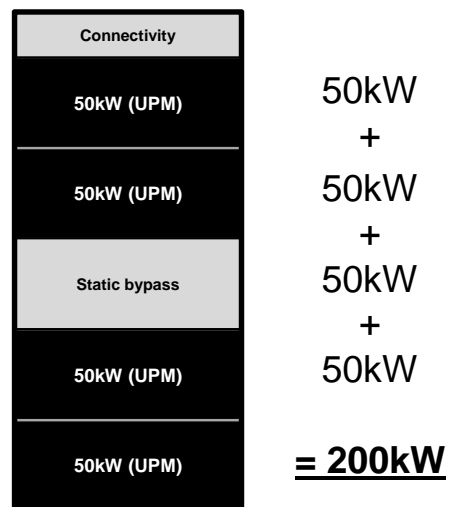 Connectivity
50kW (UPM)
50kW (UPM)
Static bypass
50kW (UPM)
50kW (UPM)
50kW
+
50kW
+
50kW
+
50kW
= 200kW